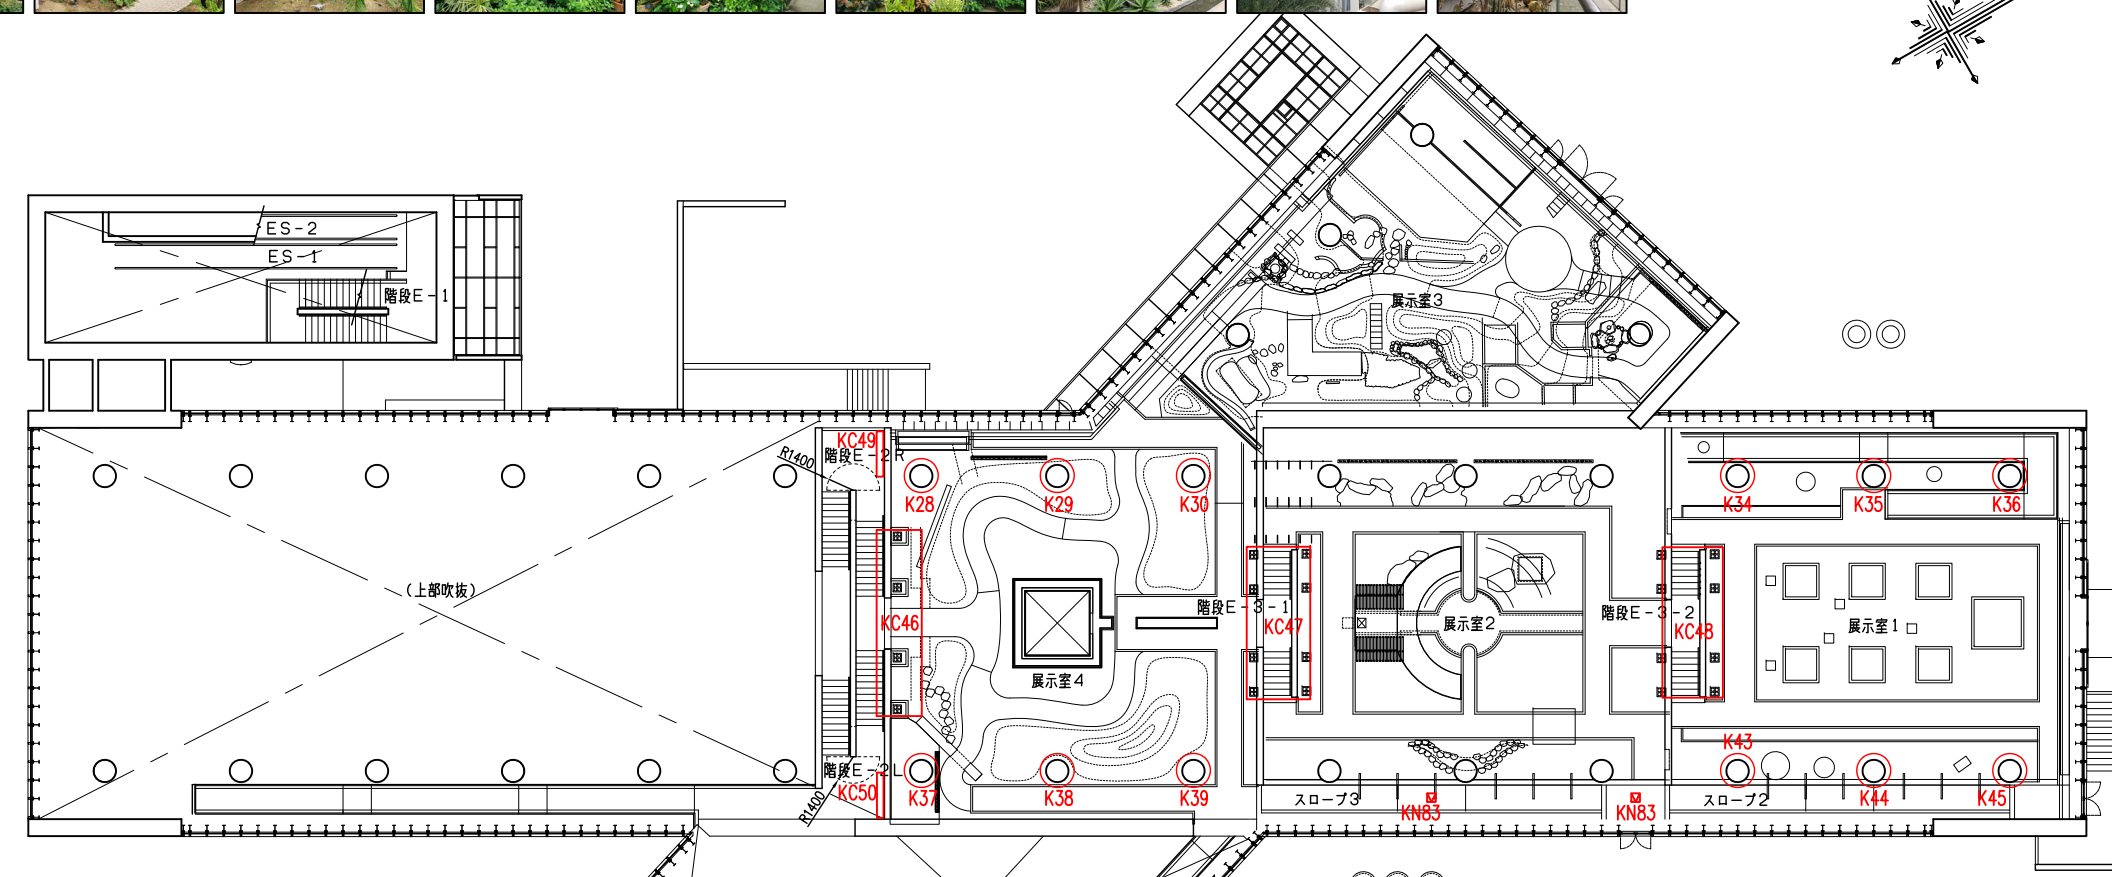 ES-2
ES-1
階段E-1
展示室3
KC49
階段E-2R
R1400
K28
K29
K30
K34
K35
K36
(上部吹抜)
KC46
階段E-3-1
KC47
展示室2
階段E-3-2
KC48
展示室1
展示室4
K43
階段E-2L
KC50
R1400
K37
K38
K39
スロープ3
KN83
KN83
スロープ2
K44
K45